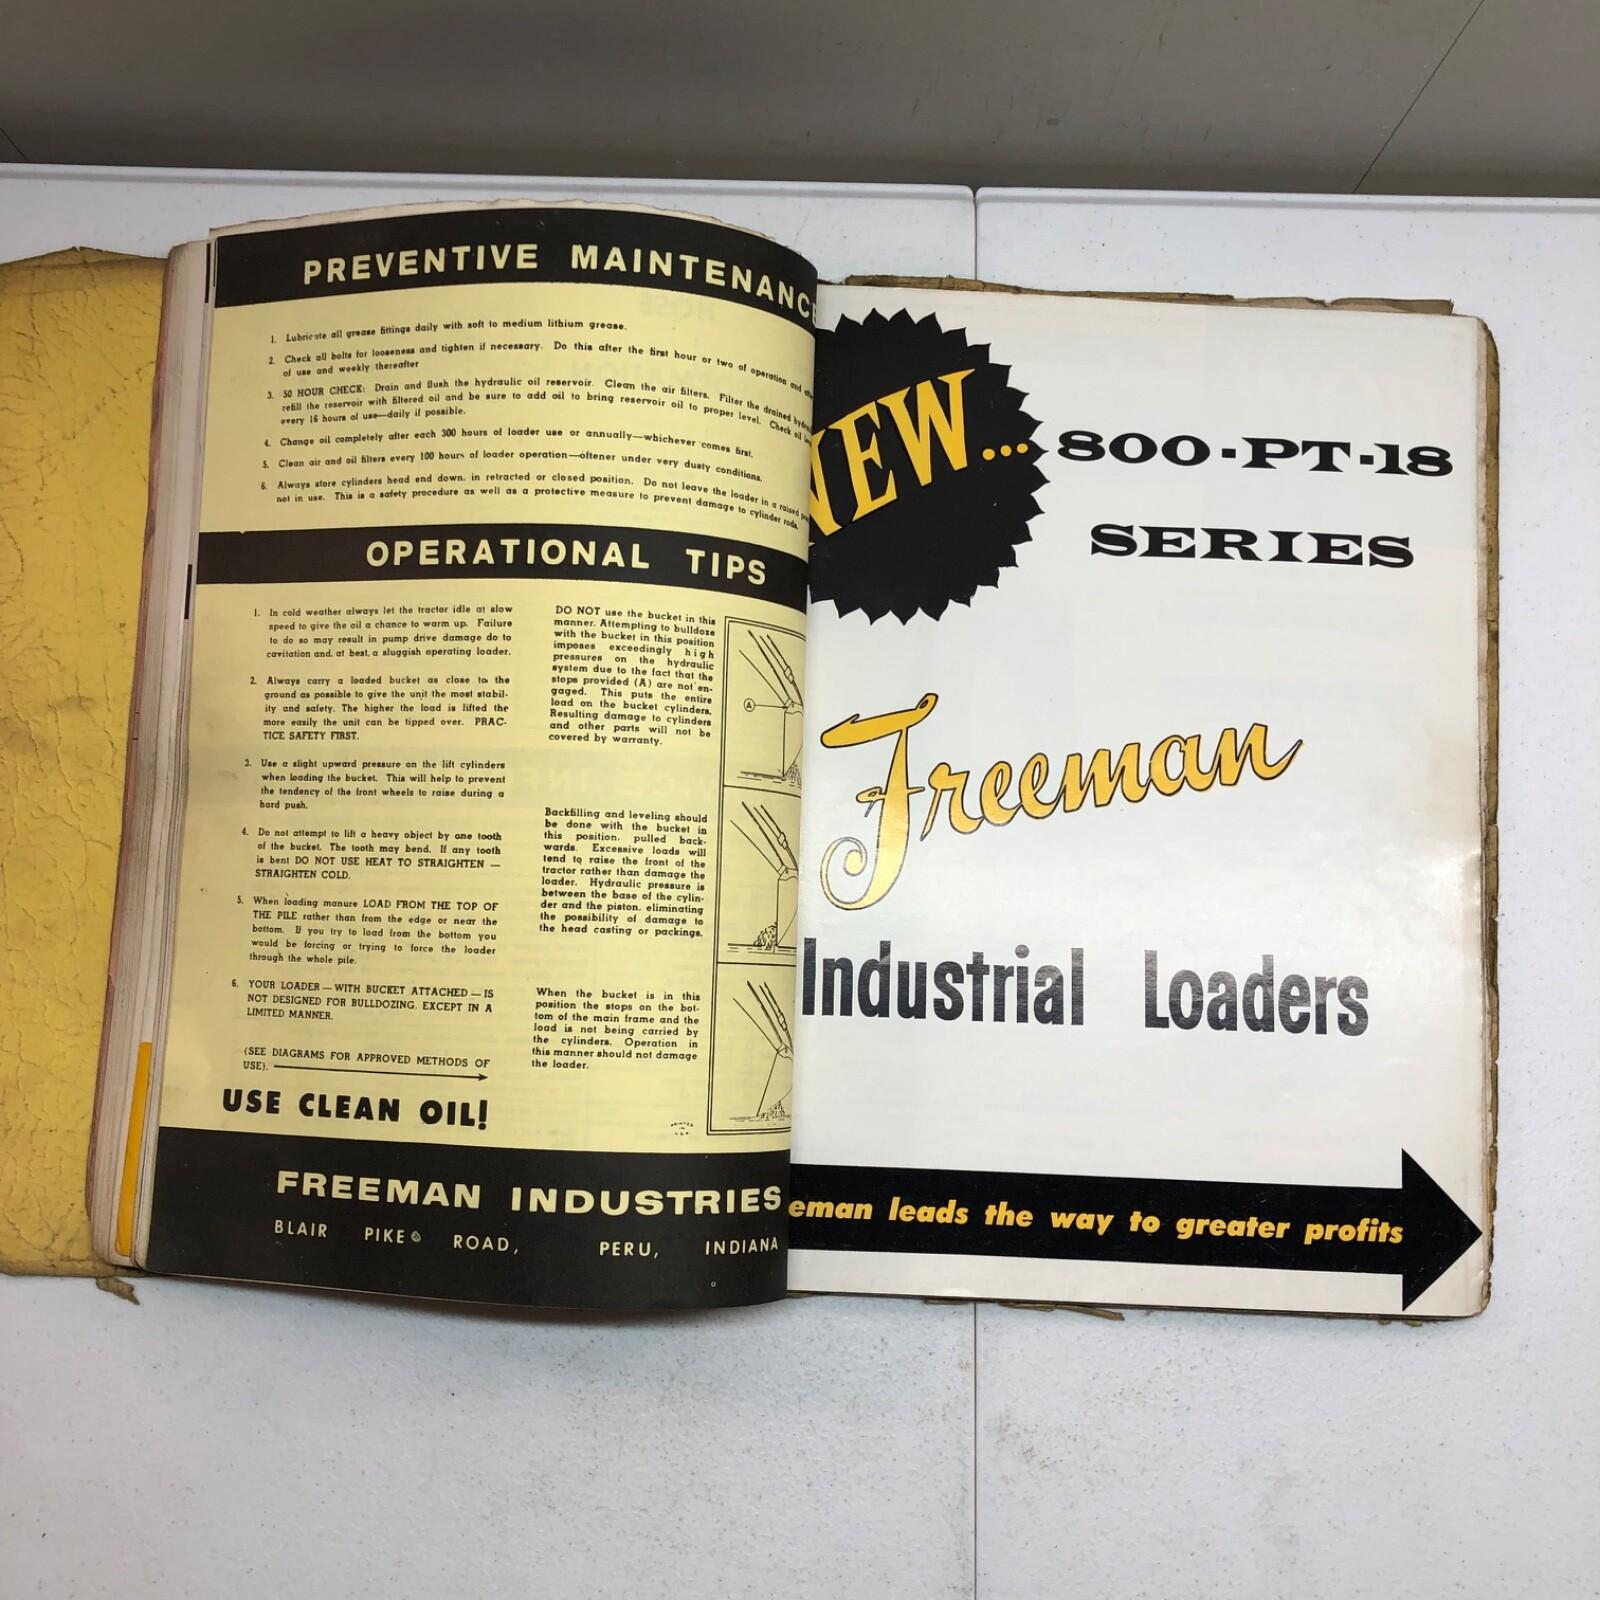 PREVENTIVE MAINTENANCE
1. Lubricate all grease fittings daily with soft to medium lithium grease.
2. Check all bolts for looseness and tighten if necessary. Do this after the first hour or two of operation and
of use and weekly thereafter
3. 50 HOUR CHECK: Drain and flush the hydraulic oil reservoir. Clean the air filters. Filter the drained
refill the reservoir with filtered oil and be sure to add oil to bring reservoir oil to proper level. Check oil
every 16 hours of use—daily if possible.
4. Change oil completely after each 300 hours of loader use or annually—whichever comes first.
5. Clean air and oil filters every 100 hours of loader operation—oftener under very dusty conditions.
6. Always store cylinders head end down, in retracted or closed position. Do not leave the loader in a raised
not in use. This is a safety procedure as well as a protective measure to prevent damage to cylinder rods.
OPERATIONAL TIPS
1. In cold weather always let the tractor idle at slow
speed to give the oil a chance to warm up. Failure
to do so may result in pump drive damage do to
cavitation and, at best, a sluggish operating loader.
2. Always carry a loaded bucket as close to the
ground as possible to give the unit the most stabil-
ity and safety. The higher the load is lifted the
more easily the unit can be tipped over. PRAC-
TICE SAFETY FIRST.
3. Use a slight upward pressure on the lift cylinders
when loading the bucket. This will help to prevent
the tendency of the front wheels to raise during a
hard push.
4. Do not attempt to lift a heavy object by one tooth
of the bucket. The tooth may bend. If any tooth
is bent DO NOT USE HEAT TO STRAIGHTEN —
STRAIGHTEN COLD.
5. When loading manure LOAD FROM THE TOP OF
THE PILE rather than from the edge or near the
bottom. If you try to load from the bottom you
would be forcing or trying to force the loader
through the whole pile.
6. YOUR LOADER — WITH BUCKET ATTACHED — IS
NOT DESIGNED FOR BULLDOZING, EXCEPT IN A
LIMITED MANNER.
(SEE DIAGRAMS FOR APPROVED METHODS OF
USE).
USE CLEAN OIL!
DO NOT use the bucket in this
manner. Attempting to bulldoze
with the bucket in this position
imposes exceedingly high
pressures on the hydraulic
system due to the fact that the
stops provided (A) are not en-
gaged. This puts the entire
load on the bucket cylinders.
Resulting damage to cylinders
and other parts will not be
covered by warranty.
A
Backfilling and leveling should
be done with the bucket in
this position, pulled back-
wards. Excessive loads will
tend to raise the front of the
tractor rather than damage the
loader. Hydraulic pressure is
between the base of the cylin-
der and the piston, eliminating
the possibility of damage to
the head casting or packings.
When the bucket is in this
position the stops on the bot-
tom of the main frame and the
load is not being carried by
the cylinders. Operation in
this manner should not damage
the loader.
PRINTED
IN
U.S.A.
FREEMAN INDUSTRIES
BLAIR PIKE ROAD, PERU, INDIANA
NEW... 800-PT-18
SERIES
Freeman
Industrial Loaders
eeman leads the way to greater profits